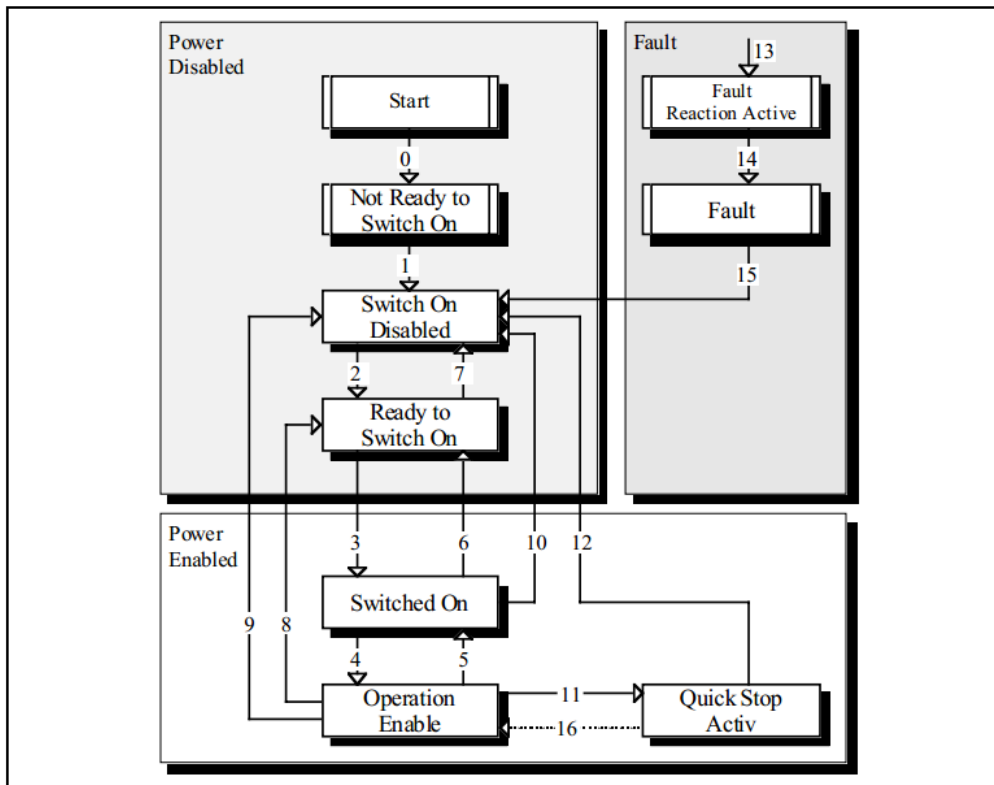 Power
Disabled
Start
0
Not Ready to
Switch On
1
Switch On
Disabled
2
7
Ready to
Switch On
Fault
13
Fault
Reaction Active
14
Fault
15
Power
Enabled
3
6
10
12
Switched On
9
8
4
5
Operation
Enable
11
16
Quick Stop
Activ